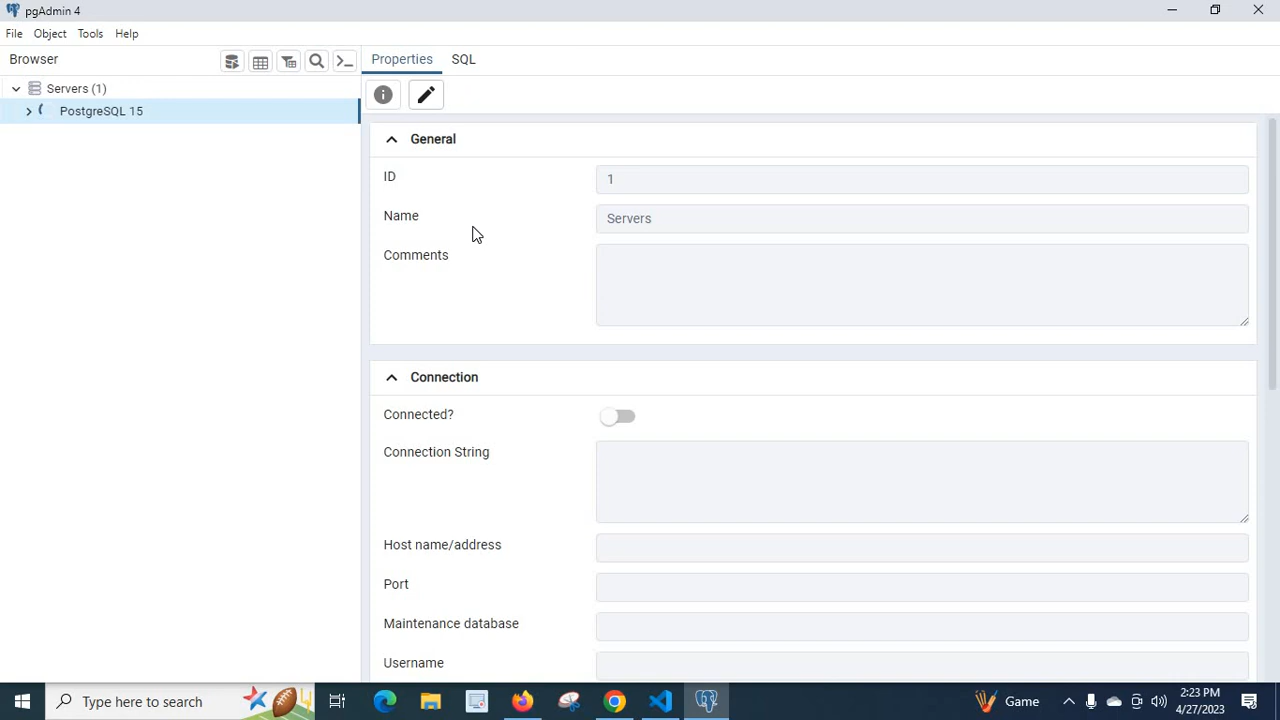 pgAdmin 4
File Object Tools Help
Browser
Properties SQL
Servers (1)
PostgreSQL 15
General
ID 1
Name Servers
Comments
Connection
Connected?
Connection String
Host name/address
Port
Maintenance database
Username
Type here to search
Game
2:23 PM
4/27/2023